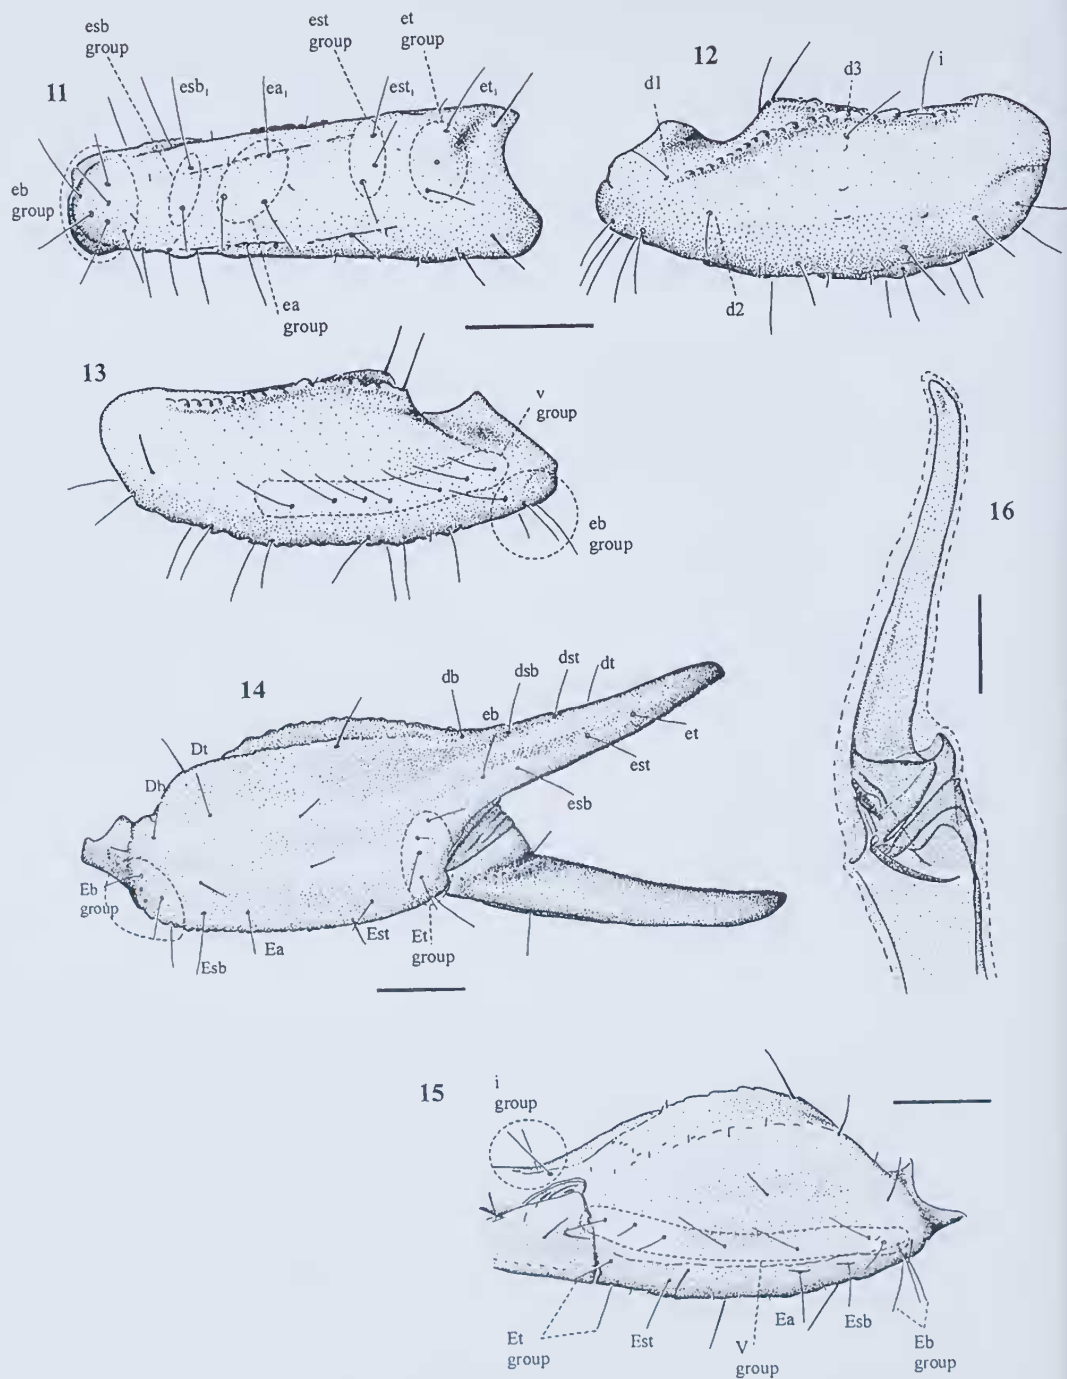 11
esb
group
esb₁
ea₁
est
group
est₁
et
group
et₁
eb
group
ea
group
12
d1
d3
i
d2
13
v
group
eb
group
14
Dt
Db
db
eb
dsb
dst
dt
et
est
esb
Eb
group
Esb
Ea
Est
Et
group
16
15
i
group
Et
group
Est
V
group
Ea
Esb
Eb
group